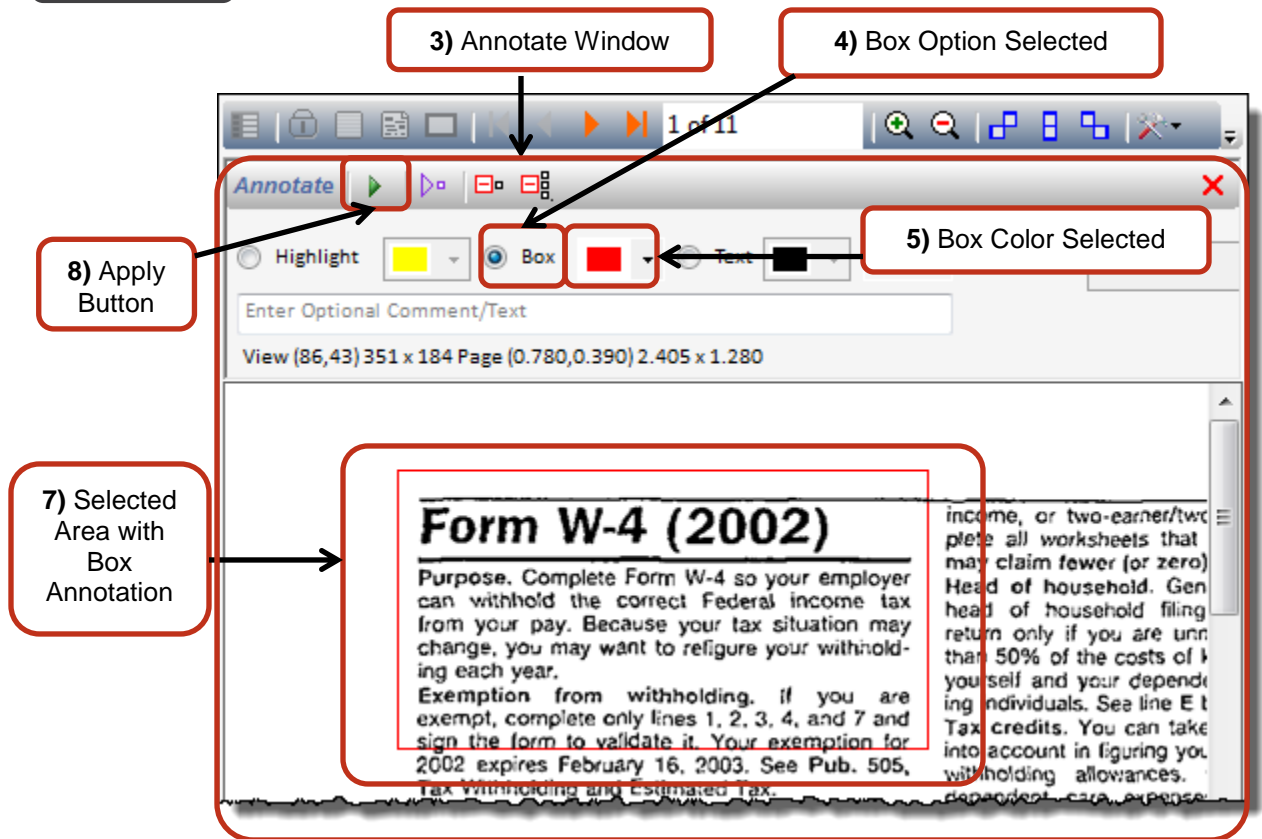 3) Annotate Window
4) Box Option Selected
1 of 11
Annotate
5) Box Color Selected
8) Apply
Button
Highlight
Box
Text
Enter Optional Comment/Text
View (86,43) 351 x 184 Page (0.780,0.390) 2.405 x 1.280
7) Selected
Area with
Box
Annotation
Form W-4 (2002)
Purpose. Complete Form W-4 so your employer
can withhold the correct Federal income tax
from your pay. Because your tax situation may
change, you may want to refigure your withhold-
ing each year.
Exemption from withholding. If you are
exempt, complete only lines 1, 2, 3, 4, and 7 and
sign the form to validate it. Your exemption for
2002 expires February 16, 2003. See Pub. 505,
Tax Withholding and Estimated Tax.
income, or two-earner/two
plete all worksheets that
may claim fewer (or zero)
Head of household. Gen
head of household filing
return only if you are unm
than 50% of the costs of k
yourself and your depende
ing individuals. See line E b
Tax credits. You can take
into account in figuring you
withholding allowances.
dependent care expense